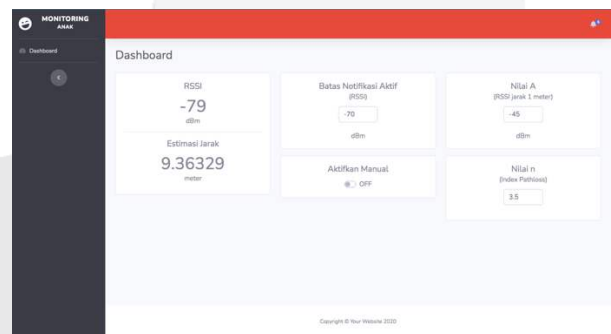 MONITORING
ANAK
Dashboard
Dashboard
RSSI
-79
dBm
Estimasi Jarak
9.36329
meter
Batas Notifikasi Aktif
(RSSI)
-70
dBm
Aktifkan Manual
OFF
Nilai A
(RSSI jarak 1 meter)
-45
dBm
Nilai n
(Index Pathloss)
3.5
Copyright © Your Website 2020